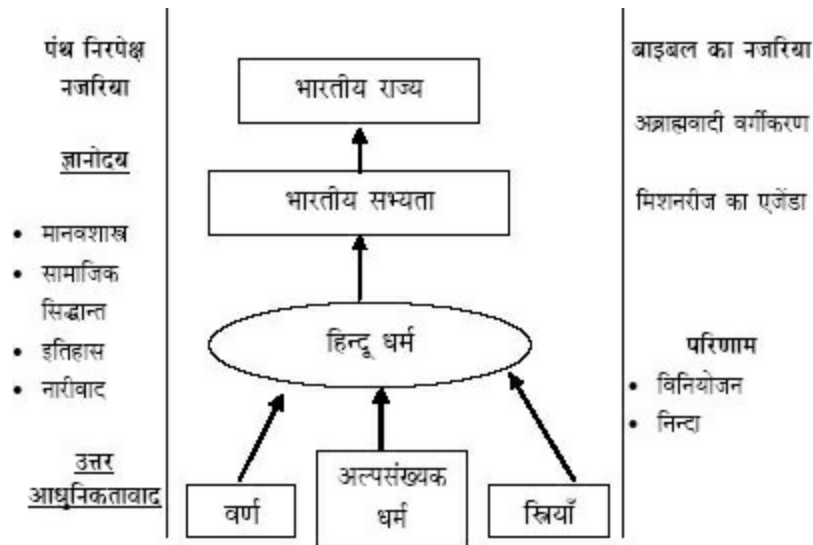 पंथ निरपेक्ष
नजरिया
ज्ञानोदय
• मानवशास्त्र
• सामाजिक
सिद्धान्त
• इतिहास
• नारीवाद
उत्तर
आधुनिकतावाद
भारतीय राज्य
भारतीय सभ्यता
हिन्दू धर्म
वर्ण
अल्पसंख्यक
धर्म
स्त्रियाँ
बाइबल का नजरिया
अब्राह्मवादी वर्गीकरण
मिशनरीज का एजेंडा
परिणाम
• विनियोजन
• निन्दा